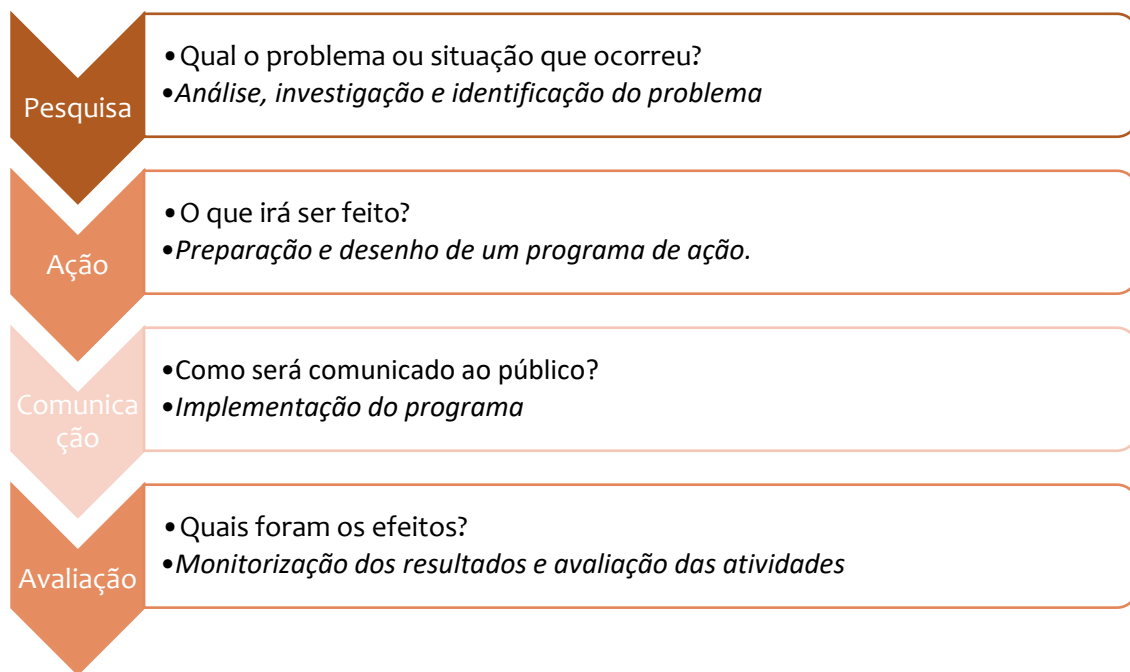 Pesquisa
•Qual o problema ou situação que ocorreu?
•Análise, investigação e identificação do problema
Ação
•O que irá ser feito?
•Preparação e desenho de um programa de ação.
Comunica
ção
•Como será comunicado ao público?
•Implementação do programa
Avaliação
•Quais foram os efeitos?
•Monitorização dos resultados e avaliação das atividades